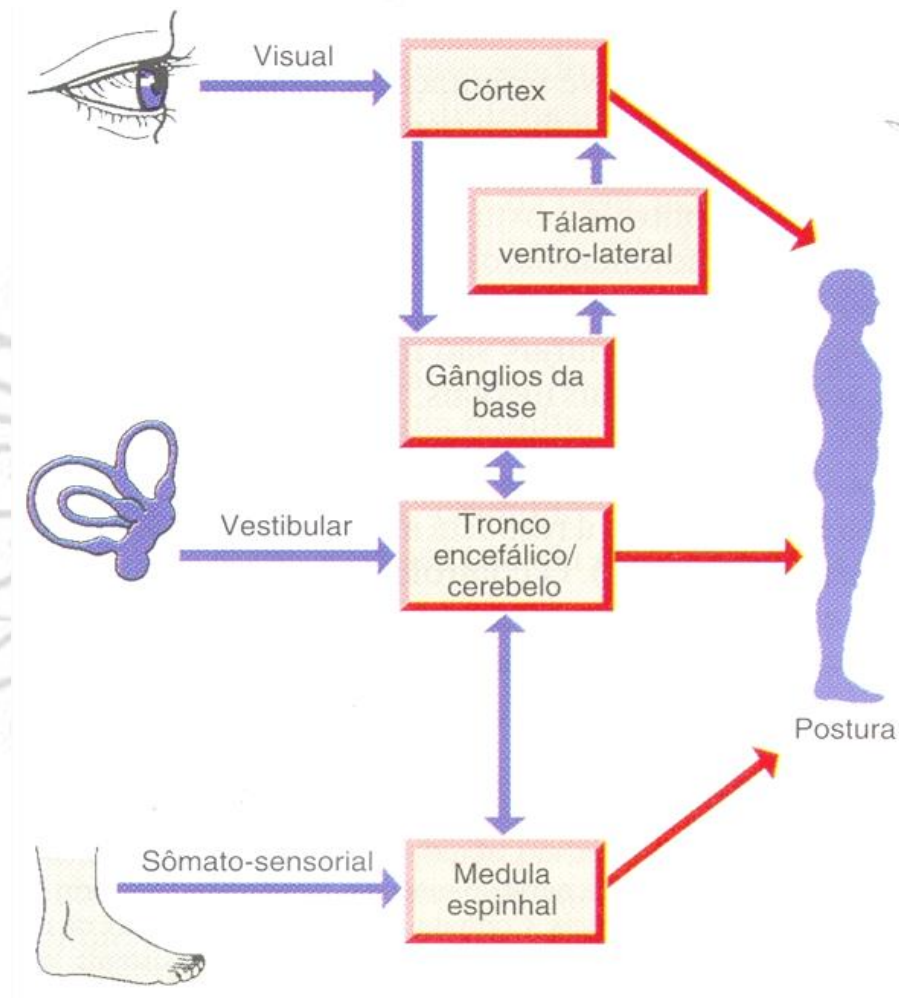 Visual
Córtex
Tálamo
ventro-lateral
Gânglios da
base
Vestibular
Tronco
encefálico/
cerebelo
Postura
Sômato-sensorial
Medula
espinhal